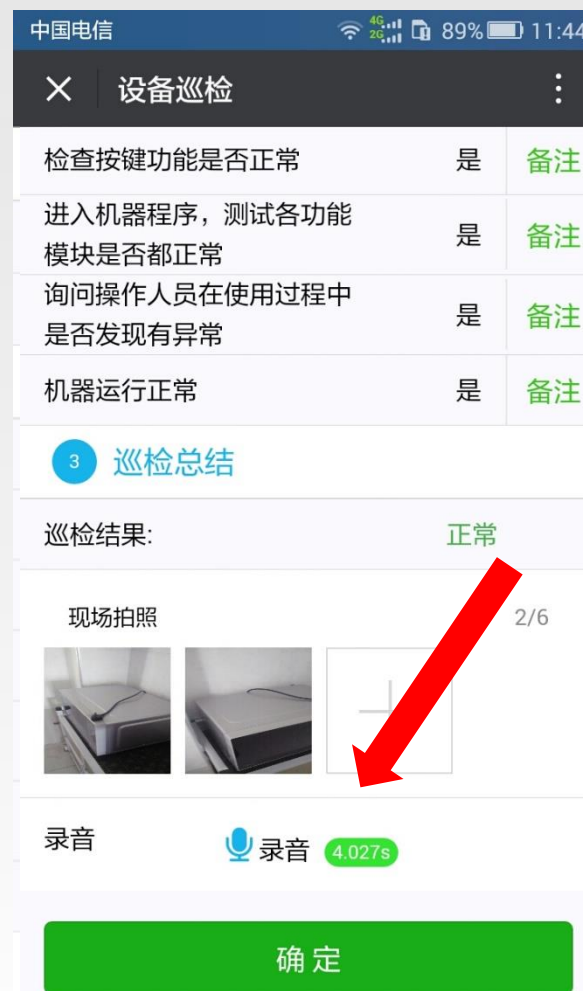 中国电信 4G 2G 89% 11:44
设备巡检
检查按键功能是否正常 是 备注
进入机器程序，测试各功能
模块是否都正常 是 备注
询问操作人员在使用过程中
是否发现有异常 是 备注
机器运行正常 是 备注
3 巡检总结
巡检结果: 正常
现场拍照 2/6
录音 录音 4.027s
确定